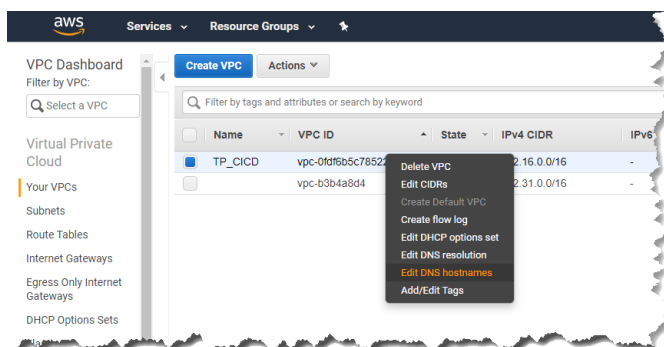 aws
Services
Resource Groups
VPC Dashboard
Filter by VPC:
Select a VPC
Virtual Private
Cloud
Your VPCs
Subnets
Route Tables
Internet Gateways
Egress Only Internet
Gateways
DHCP Options Sets
Create VPC
Actions
Filter by tags and attributes or search by keyword
Name VPC ID State IPv4 CIDR IPv6
TP_CICD vpc-0fdf6b5c78522 2.16.0.0/16 -
vpc-b3b4a8d4 2.31.0.0/16 -
Delete VPC
Edit CIDRs
Create Default VPC
Create flow log
Edit DHCP options set
Edit DNS resolution
Edit DNS hostnames
Add/Edit Tags